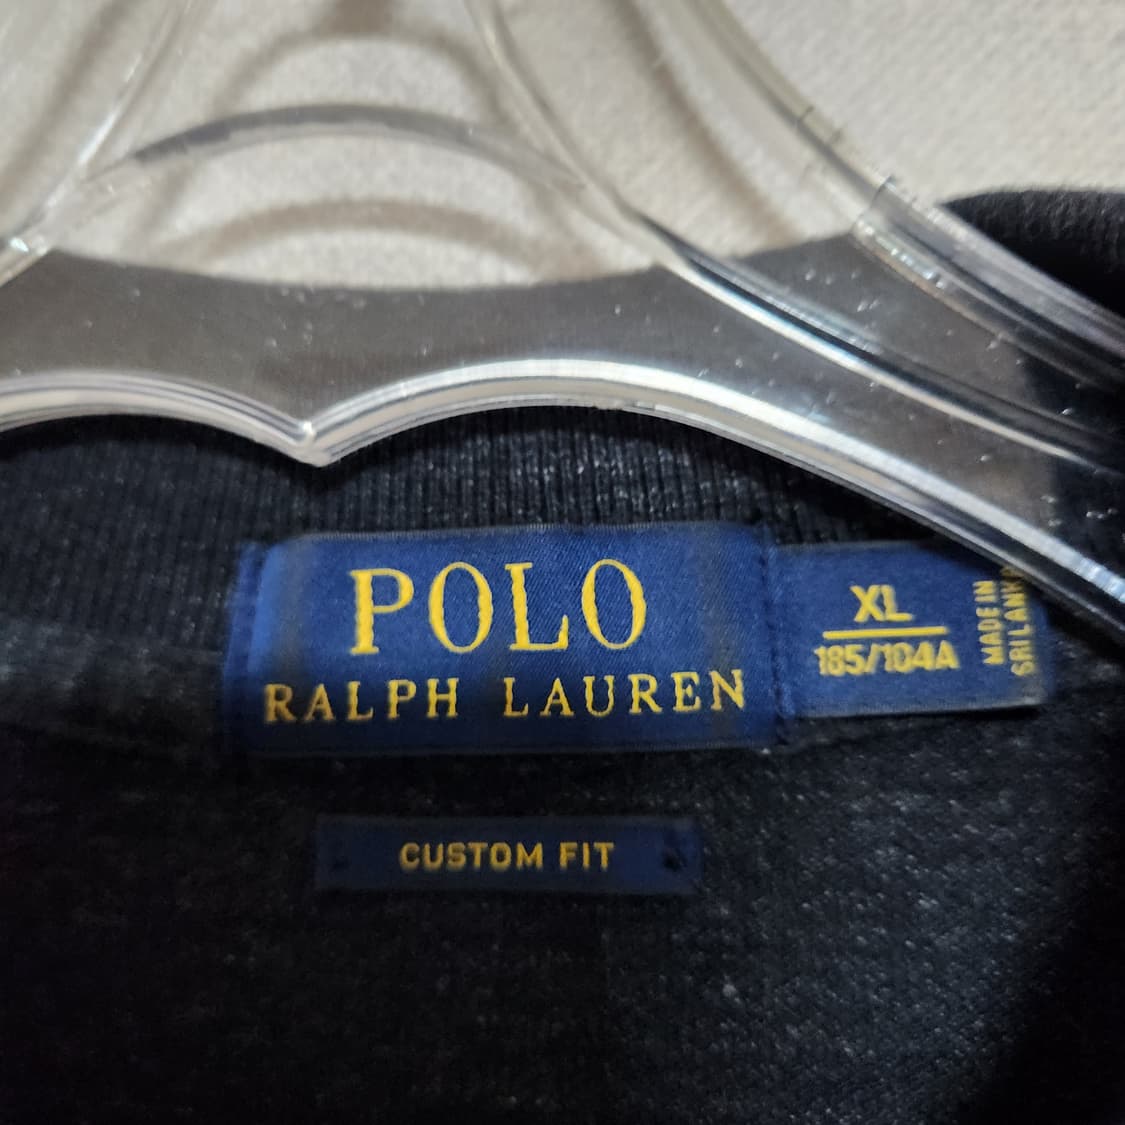 POLO
RALPH LAUREN
XL
185/104A
MADE IN
SRI LANKA
CUSTOM FIT